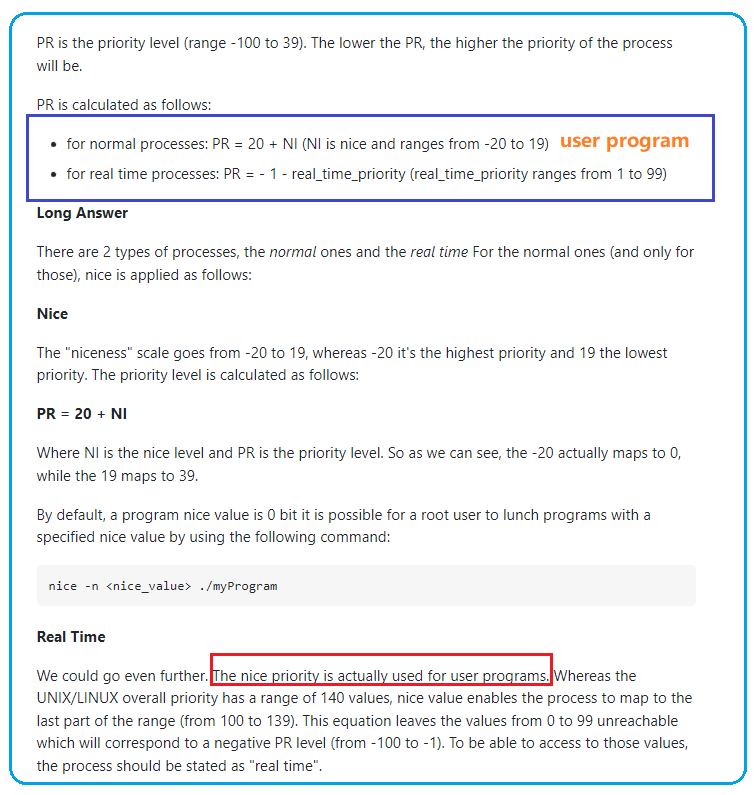 PR is the priority level (range -100 to 39). The lower the PR, the higher the priority of the process
will be.
PR is calculated as follows:
• for normal processes: PR = 20 + NI (NI is nice and ranges from -20 to 19) user program
• for real time processes: PR = - 1 - real_time_priority (real_time_priority ranges from 1 to 99)
Long Answer
There are 2 types of processes, the normal ones and the real time For the normal ones (and only for
those), nice is applied as follows:
Nice
The "niceness" scale goes from -20 to 19, whereas -20 it's the highest priority and 19 the lowest
priority. The priority level is calculated as follows:
PR = 20 + NI
Where NI is the nice level and PR is the priority level. So as we can see, the -20 actually maps to 0,
while the 19 maps to 39.
By default, a program nice value is 0 bit it is possible for a root user to lunch programs with a
specified nice value by using the following command:
nice -n <nice_value> ./myProgram
Real Time
We could go even further. The nice priority is actually used for user programs. Whereas the
UNIX/LINUX overall priority has a range of 140 values, nice value enables the process to map to the
last part of the range (from 100 to 139). This equation leaves the values from 0 to 99 unreachable
which will correspond to a negative PR level (from -100 to -1). To be able to access to those values,
the process should be stated as "real time".